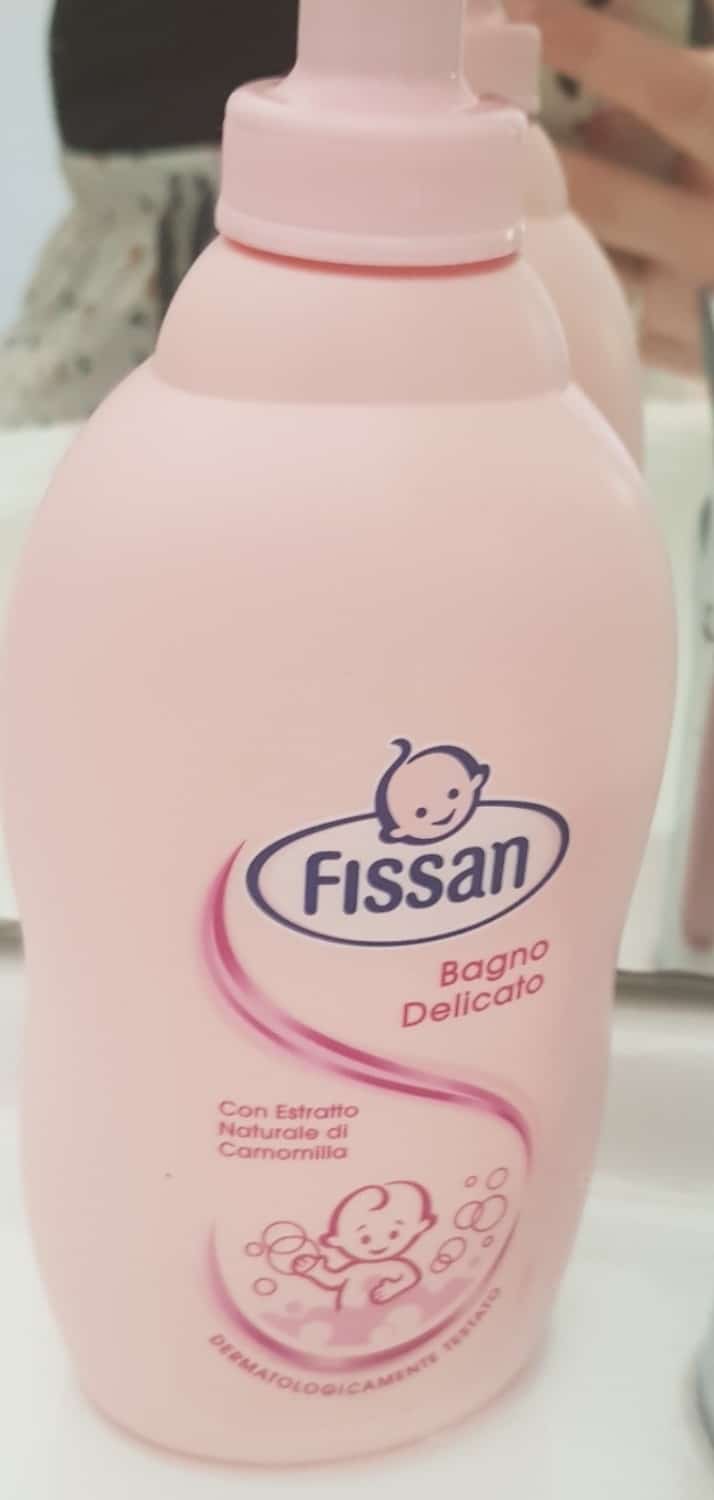 Fissan
Bagno
Delicato
Con Estratto
Naturale di
Camomilla
DERMATOLOGICAMENTE TESTATO